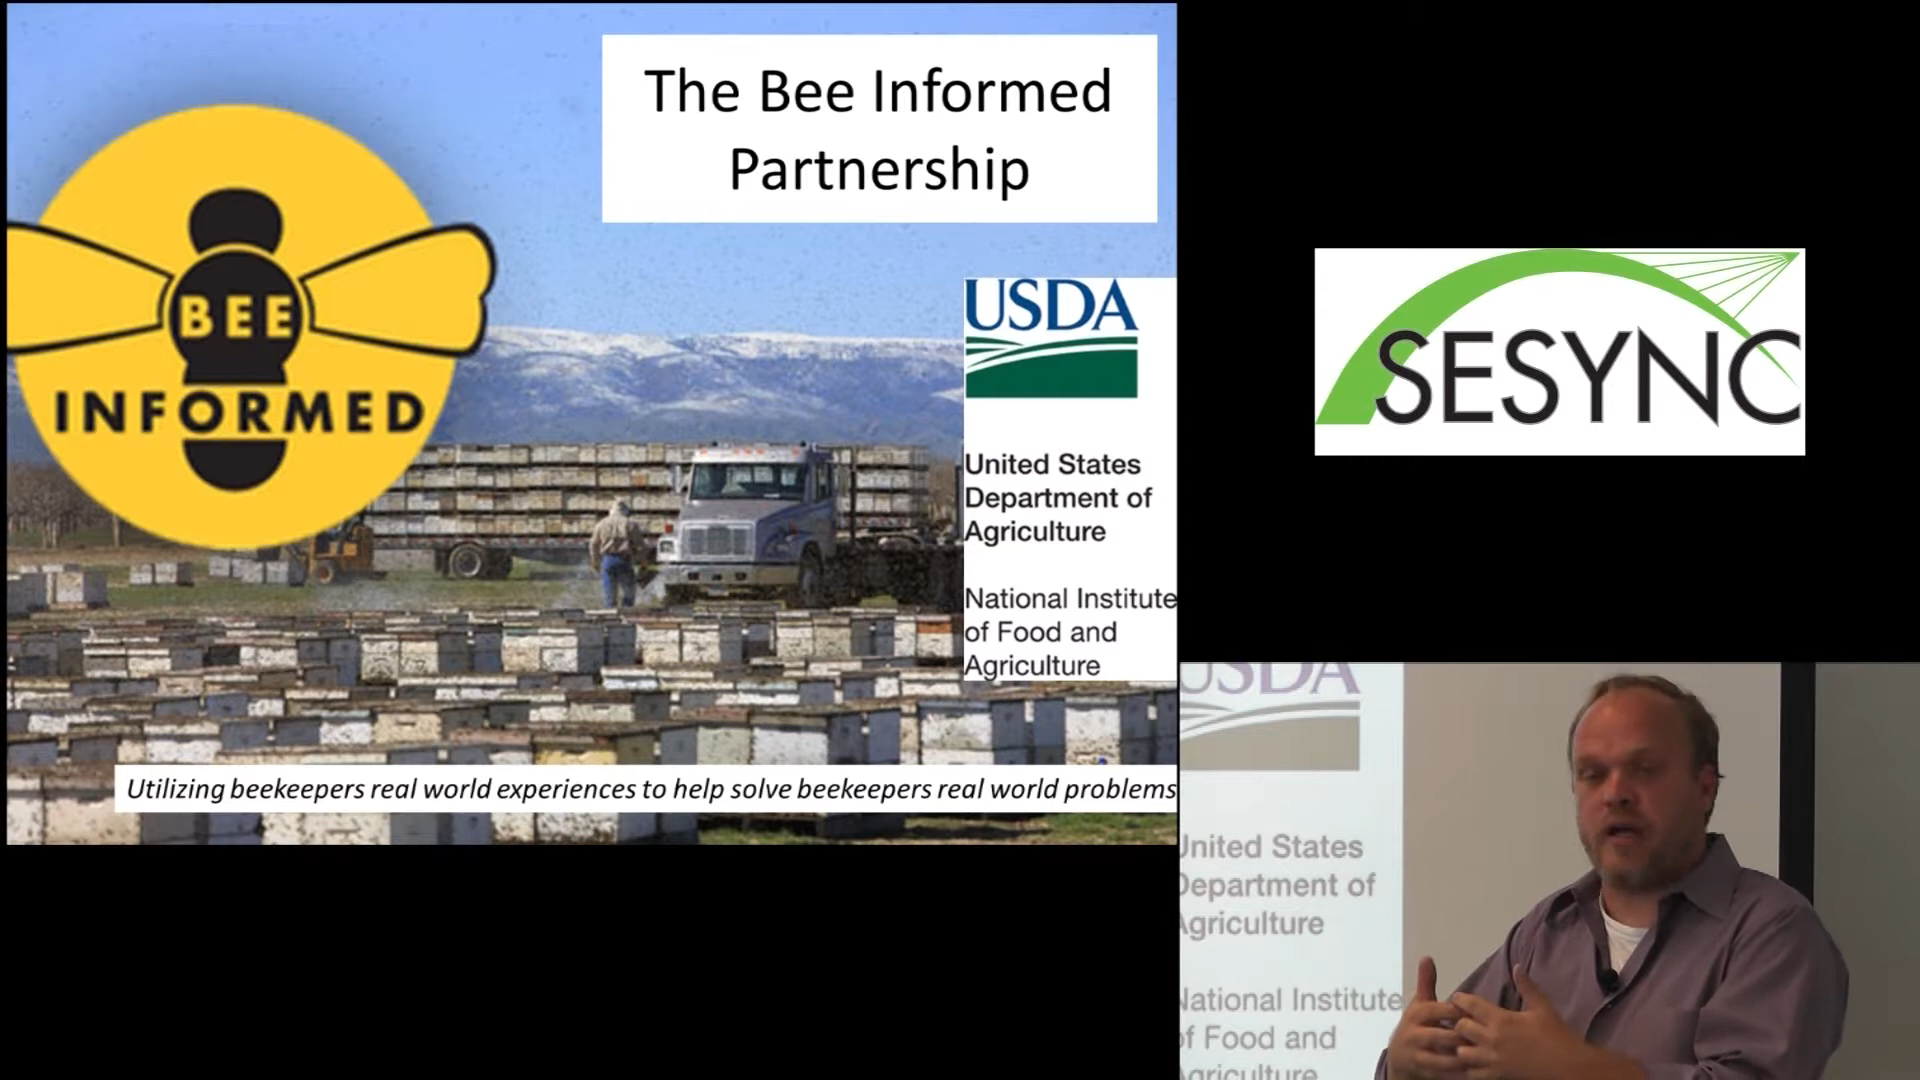 The Bee Informed
Partnership
BEE
INFORMED
USDA
United States
Department of
Agriculture
National Institute
of Food and
Agriculture
Utilizing beekeepers real world experiences to help solve beekeepers real world problems
SESYNC
USDA
United States
Department of
Agriculture
National Institute
of Food and
Agriculture